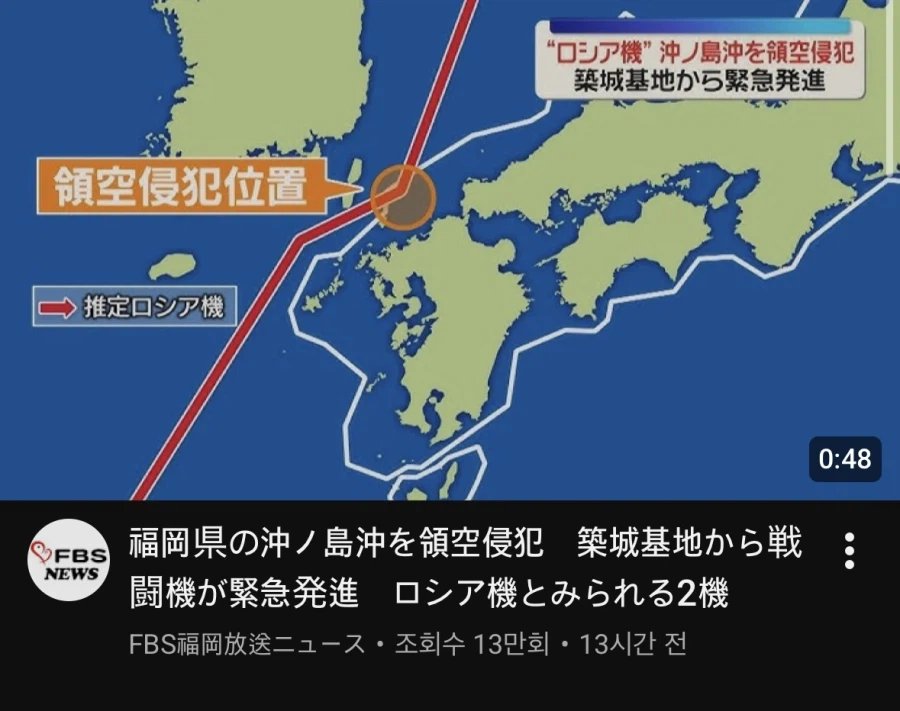 “ロシア機” 沖ノ島沖を領空侵犯
築城基地から緊急発進
領空侵犯位置
推定ロシア機
0:48
FBS
NEWS
福岡県の沖ノ島沖を領空侵犯　築城基地から戦
闘機が緊急発進　ロシア機とみられる2機
FBS福岡放送ニュース・조회수 13만회・13시간 전